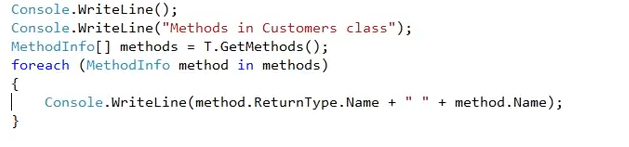 Console.WriteLine();
Console.WriteLine("Methods in Customers class");
MethodInfo[] methods = T.GetMethods();
foreach (MethodInfo method in methods)
{
    Console.WriteLine(method.ReturnType.Name + " " + method.Name);
}